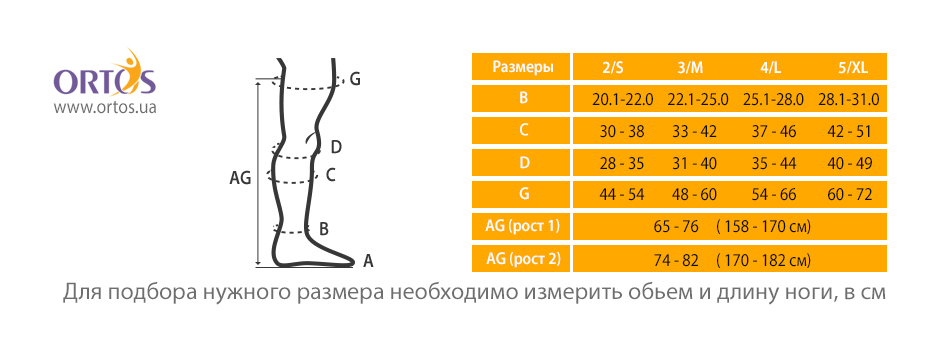 ORTOS
www.ortos.ua
G
D
AG
C
B
A
Размеры 2/S 3/M 4/L 5/XL
B 20.1-22.0 22.1-25.0 25.1-28.0 28.1-31.0
C 30 - 38 33 - 42 37 - 46 42 - 51
D 28 - 35 31 - 40 35 - 44 40 - 49
G 44 - 54 48 - 60 54 - 66 60 - 72
AG (рост 1) 65 - 76 ( 158 - 170 см)
AG (рост 2) 74 - 82 ( 170 - 182 см)
Для подбора нужного размера необходимо измерить обьем и длину ноги, в см